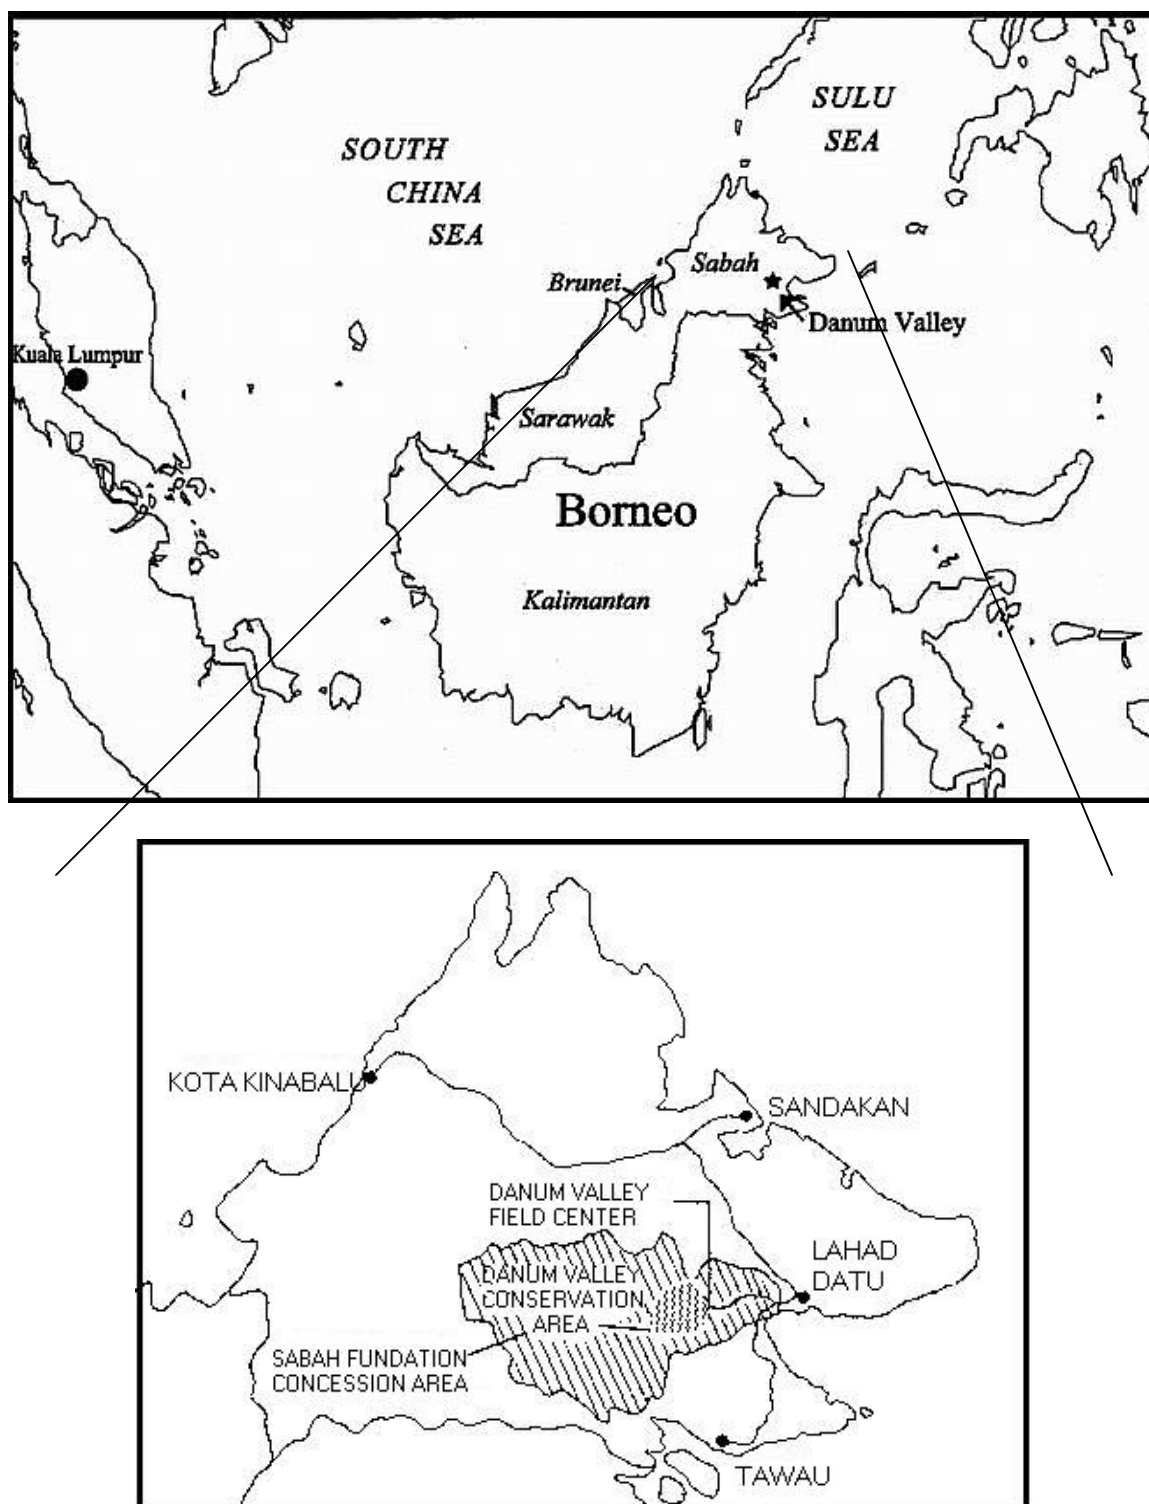 SOUTH
CHINA
SEA
SULU
SEA
Sabah
Brunei
Danum Valley
Kuala Lumpur
Sarawak
Borneo
Kalimantan
KOTA KINABALU
SANDAKAN
DANUM VALLEY
FIELD CENTER
LAHAD
DATU
DANUM VALLEY
CONSERVATION
AREA
SABAH FUNDATION
CONCESSION AREA
TAWAU